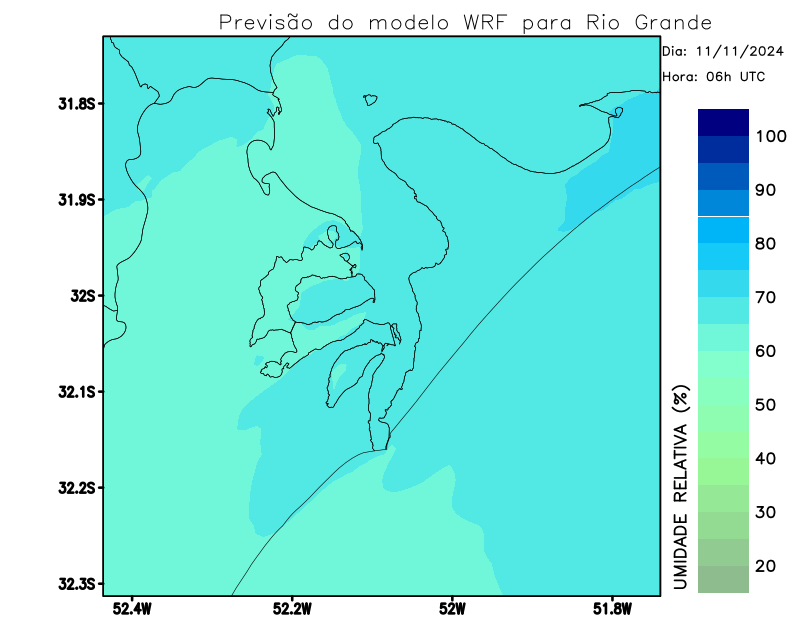 Previsão do modelo WRF para Rio Grande
Dia: 11/11/2024
Hora: 06h UTC
31.8S
31.9S
32S
32.1S
32.2S
32.3S
52.4W
52.2W
52W
51.8W
UMIDADE RELATIVA (%)
100
90
80
70
60
50
40
30
20